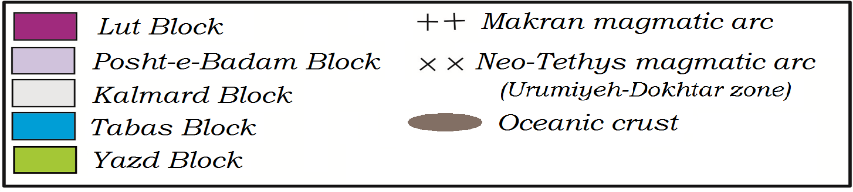 Lut Block
Posht-e-Badam Block
Kalmard Block
Tabas Block
Yazd Block
Makran magmatic arc
Neo-Tethys magmatic arc
(Urumiyeh-Dokhtar zone)
Oceanic crust